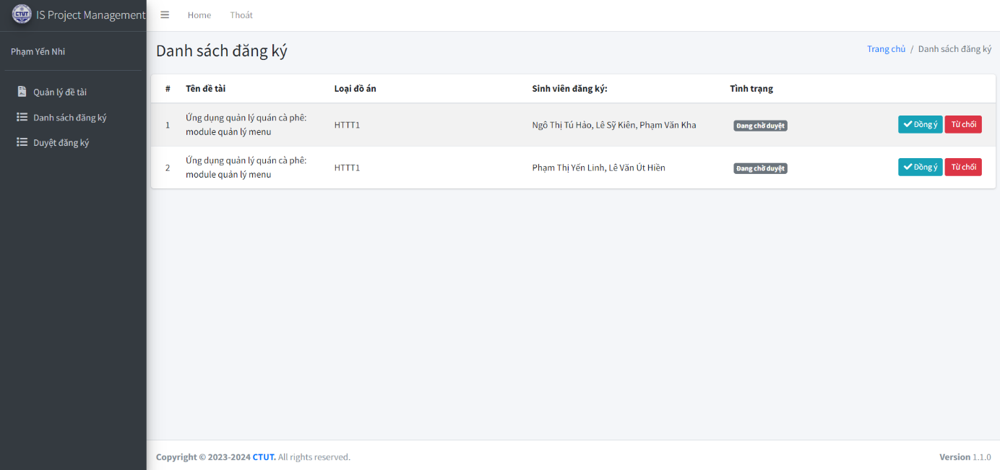 CTUT
IS Project Management
Home
Thoát
Phạm Yến Nhi
Quản lý đề tài
Danh sách đăng ký
Duyệt đăng ký
Danh sách đăng ký
Trang chủ / Danh sách đăng ký
# Tên đề tài Loại đồ án Sinh viên đăng ký: Tình trạng
1 Ứng dụng quản lý quán cà phê: HTTT1 Ngô Thị Tú Hảo, Lê Sỹ Kiên, Phạm Văn Kha Đang chờ duyệt Đồng ý Từ chối
module quản lý menu
2 Ứng dụng quản lý quán cà phê: HTTT1 Phạm Thị Yến Linh, Lê Văn Út Hiền Đang chờ duyệt Đồng ý Từ chối
module quản lý menu
Copyright © 2023-2024 CTUT. All rights reserved.
Version 1.1.0